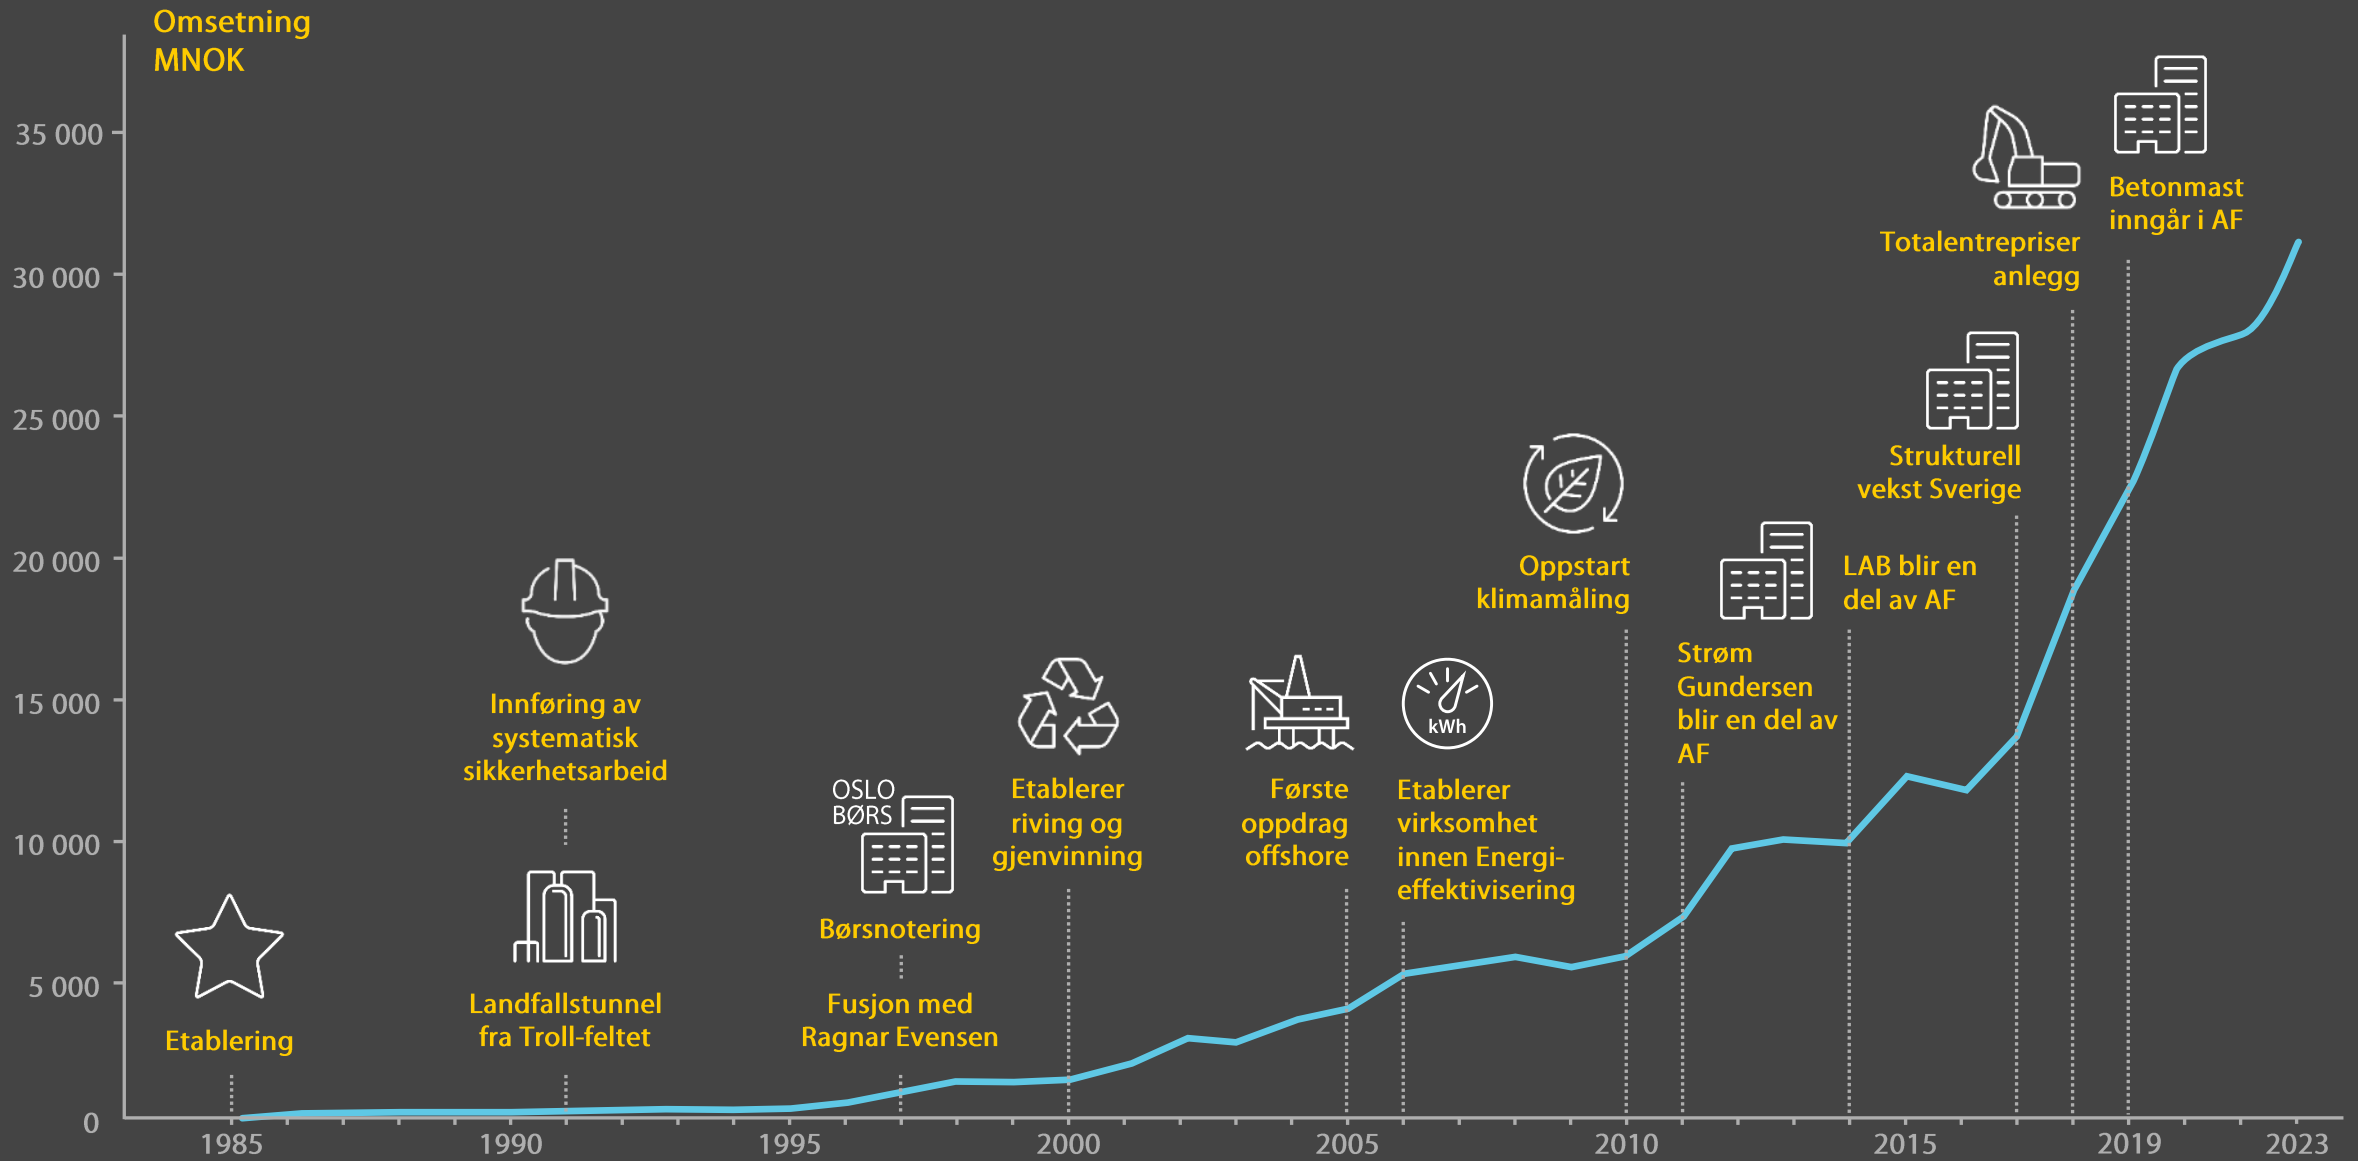 Omsetning
MNOK
35 000
30 000
25 000
20 000
15 000
10 000
5 000
0
Etablering
Innføring av
systematisk
sikkerhetsarbeid
Landfallstunnel
fra Troll-feltet
OSLO
BØRS
Børsnotering
Fusjon med
Ragnar Evensen
Etablerer
riving og
gjenvinning
Første
oppdrag
offshore
kWh
Etablerer
virksomhet
innen Energi-
effektivisering
Oppstart
klimamåling
Strøm
Gundersen
blir en del av
AF
LAB blir en
del av AF
Strukturell
vekst Sverige
Totalentrepriser
anlegg
Betonmast
inngår i AF
1985
1990
1995
2000
2005
2010
2015
2019
2023